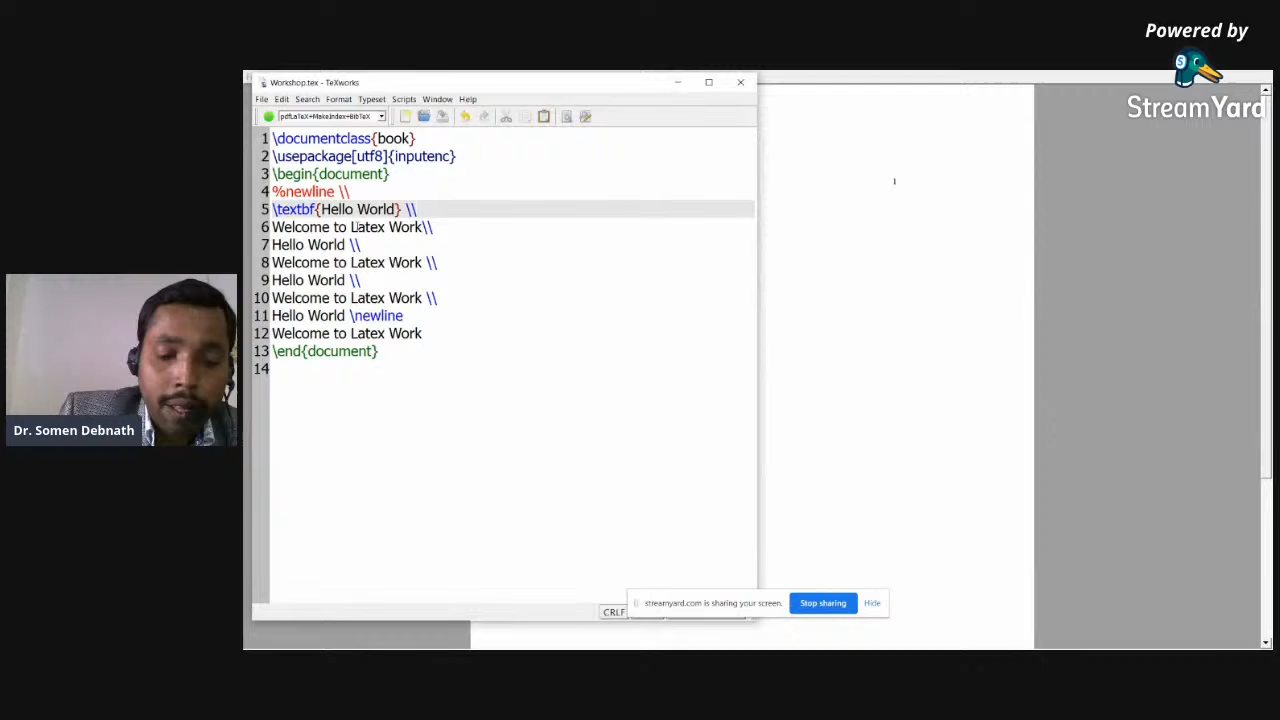 Powered by
S
StreamYard
Workshop.tex - TeXworks
File Edit Search Format Typeset Scripts Window Help
pdfLaTeX+MakeIndex+BibTeX
1 \documentclass{book}
2 \usepackage[utf8]{inputenc}
3 \begin{document}
4 %newline \\
5 \textbf{Hello World} \\
6 Welcome to Latex Work\\
7 Hello World \\
8 Welcome to Latex Work \\
9 Hello World \\
10 Welcome to Latex Work \\
11 Hello World \newline
12 Welcome to Latex Work
13 \end{document}
14
1
Dr. Somen Debnath
CRLF
streamyard.com is sharing your screen. Stop sharing Hide